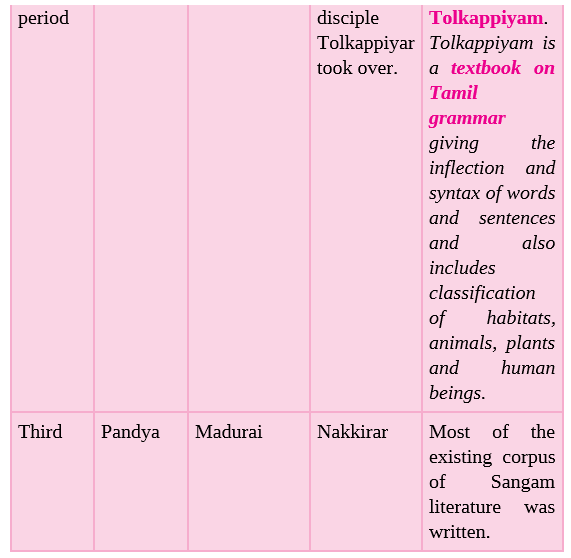 period
disciple
Tolkappiyar
took over.
Tolkappiyam.
Tolkappiyam is
a textbook on
Tamil
grammar
giving the
inflection and
syntax of words
and sentences
and also
includes
classification
of habitats,
animals, plants
and human
beings.
Third
Pandya
Madurai
Nakkirar
Most of the
existing corpus
of Sangam
literature was
written.